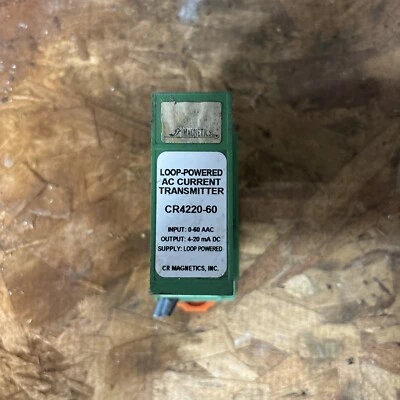 CR MAGNETICS
LOOP-POWERED
AC CURRENT
TRANSMITTER
CR4220-60
INPUT: 0-60 AAC
OUTPUT: 4-20 mA DC
SUPPLY: LOOP POWERED
CR MAGNETICS, INC.